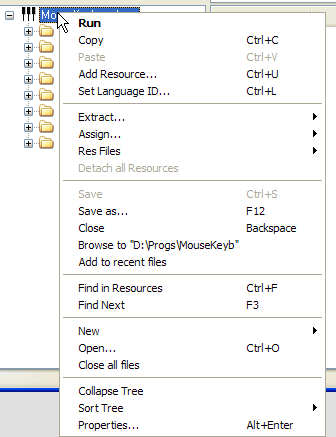 Run
Copy Ctrl+C
Paste Ctrl+V
Add Resource... Ctrl+U
Set Language ID... Ctrl+L
Extract...
Assign...
Res Files
Detach all Resources
Save Ctrl+S
Save as... F12
Close Backspace
Browse to "D:\Progs\MouseKeyb"
Add to recent files
Find in Resources Ctrl+F
Find Next F3
New
Open... Ctrl+O
Close all files
Collapse Tree
Sort Tree
Properties... Alt+Enter